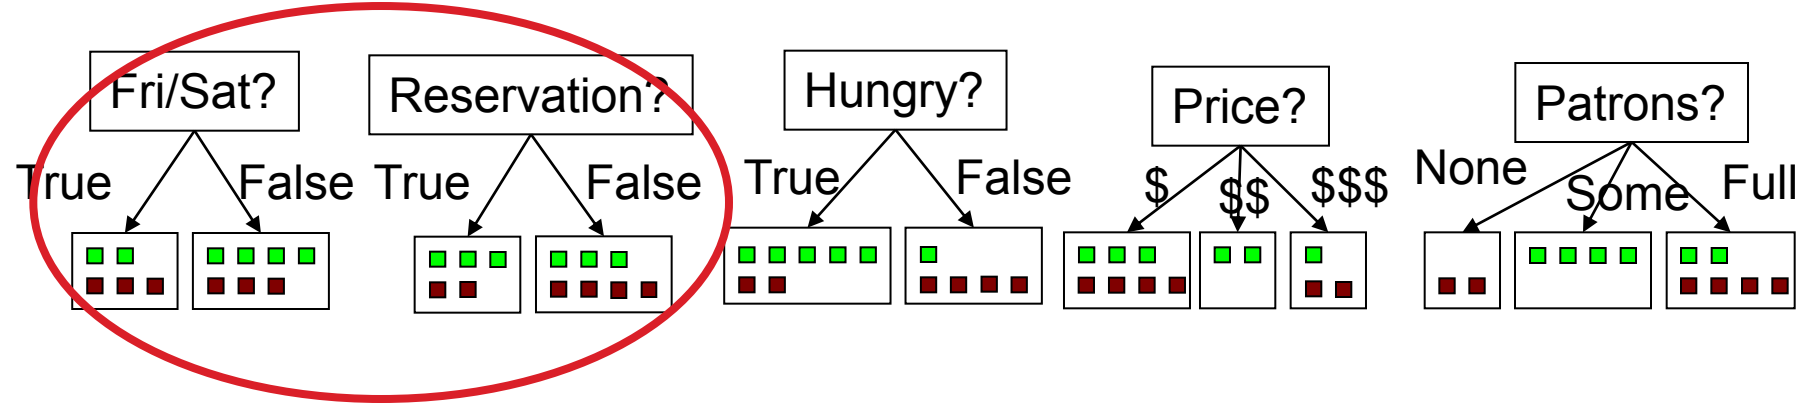 Fri/Sat?
True
False
Reservation?
True
False
Hungry?
True
False
Price?
$
$$
$$$
Patrons?
None
Some
Full